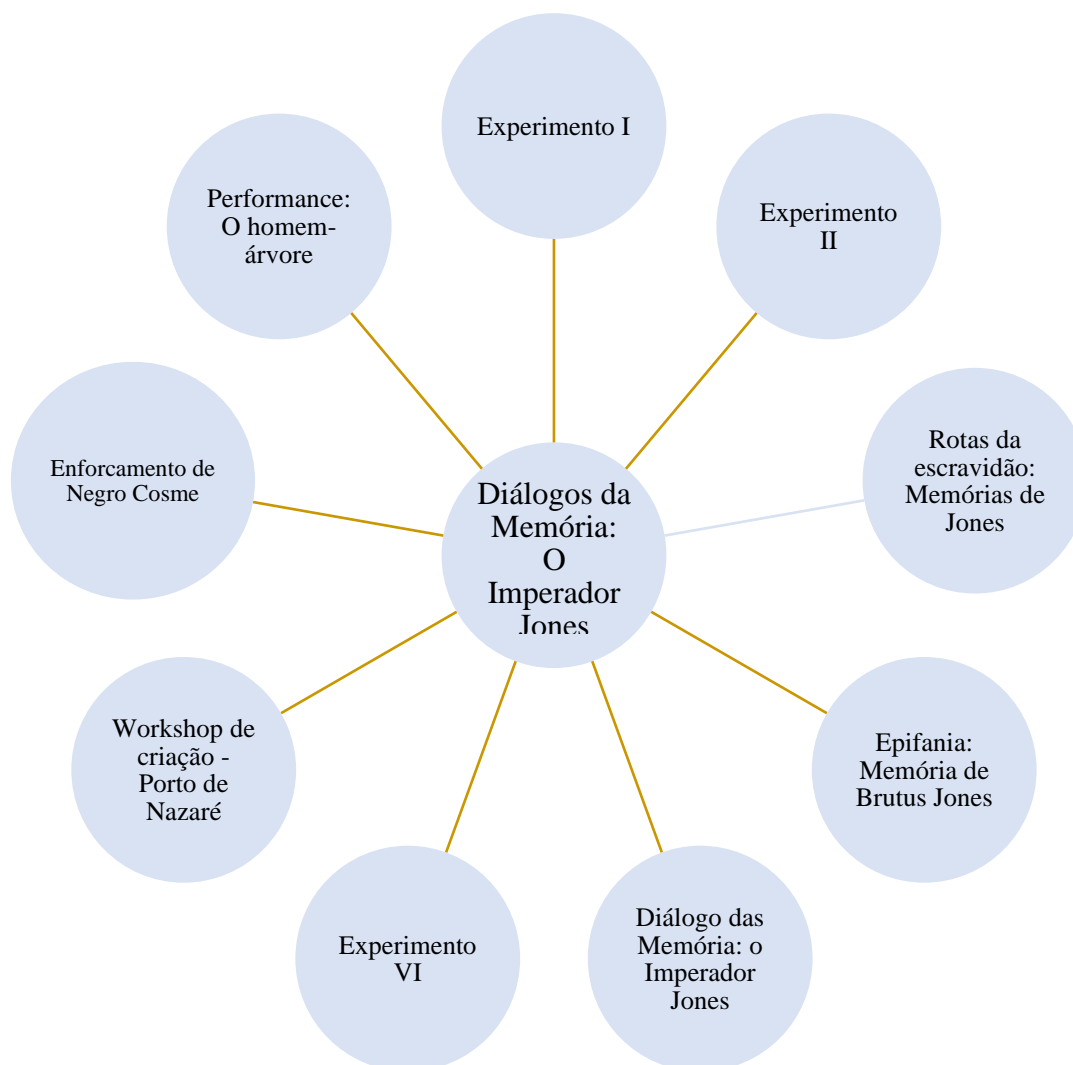 Experimento I
Experimento
II
Rotas da
escravidão:
Memórias de
Jones
Epifania:
Memória de
Brutus Jones
Diálogo das
Memória: o
Imperador
Jones
Experimento
VI
Workshop de
criação -
Porto de
Nazaré
Enforcamento de
Negro Cosme
Performance:
O homem-
árvore
Diálogos da
Memória:
O
Imperador
Jones